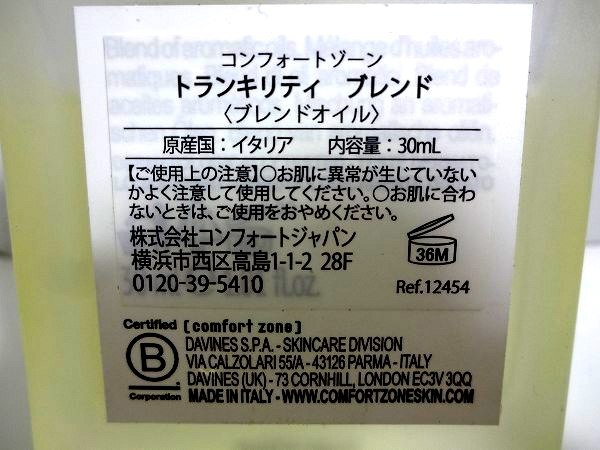 コンフォートゾーン
トランキリティ　ブレンド
〈ブレンドオイル〉
原産国：イタリア　内容量：30mL
【ご使用上の注意】〇お肌に異常が生じていない
かよく注意して使用してください。〇お肌に合わ
ないときは、ご使用をおやめください。
株式会社コンフォートジャパン
横浜市西区高島1-1-2 28F
0120-39-5410
36M
Ref.12454
Certified
B
Corporation
[comfort zone]
DAVINES S.P.A. - SKINCARE DIVISION
VIA CALZOLARI 55/A - 43126 PARMA - ITALY
DAVINES (UK) - 73 CORNHILL, LONDON EC3V 3QQ
MADE IN ITALY - WWW.COMFORTZONESKIN.COM